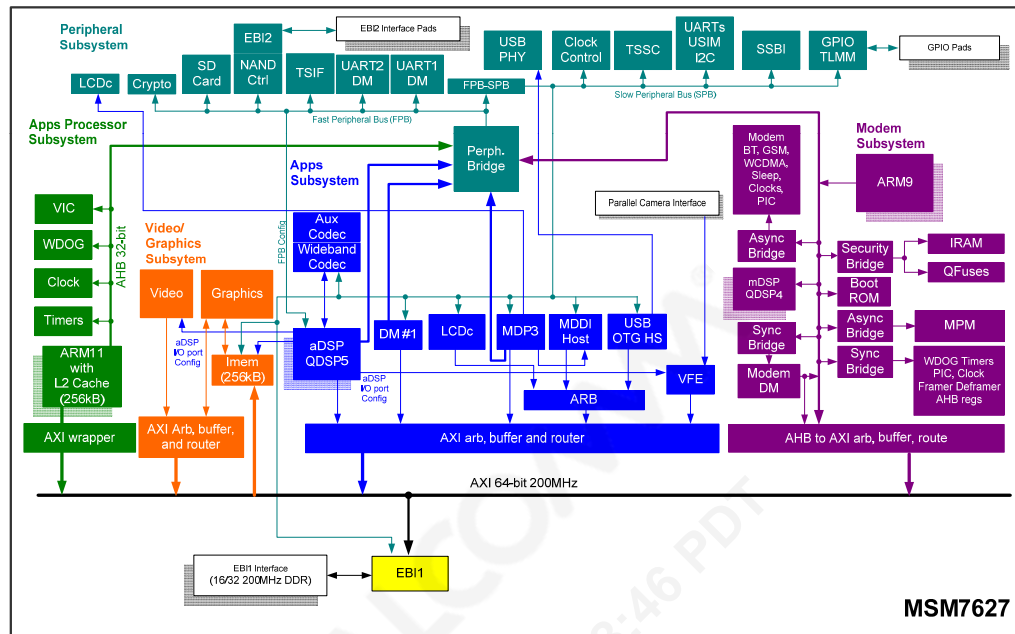 Peripheral
Subsystem
EBI2
EBI2 Interface Pads
USB
PHY
Clock
Control
TSSC
UARTs
USIM
I2C
SSBI
GPIO
TLMM
GPIO Pads
LCDc
Crypto
SD
Card
NAND
Ctrl
TSIF
UART2
DM
UART1
DM
FPB-SPB
Slow Peripheral Bus (SPB)
Fast Peripheral Bus (FPB)
Apps Processor
Subsystem
Apps
Subsystem
Perph.
Bridge
Modem
BT, GSM,
WCDMA,
Sleep,
Clocks,
PIC
Modem
Subsystem
ARM9
VIC
WDOG
Clock
Timers
AHB 32-bit
Video/
Graphics
Subsytem
FPB Config
Aux
Codec
Wideband
Codec
Parallel Camera Interface
Async
Bridge
Security
Bridge
IRAM
QFuses
Video
Graphics
mDSP
QDSP4
Boot
ROM
aDSP
I/O port
Config
Imem
(256kB)
aDSP
QDSP5
DM #1
LCDc
MDP3
MDDI
Host
USB
OTG HS
Sync
Bridge
Async
Bridge
MPM
ARM11
with
L2 Cache
(256kB)
aDSP
I/O port
Config
VFE
ARB
Modem
DM
Sync
Bridge
WDOG Timers
PIC, Clock
Framer Deframer
AHB regs
AXI wrapper
AXI Arb, buffer,
and router
AXI arb, buffer and router
AHB to AXI arb, buffer, route
AXI 64-bit 200MHz
EBI1 Interface
(16/32 200MHz DDR)
EBI1
MSM7627